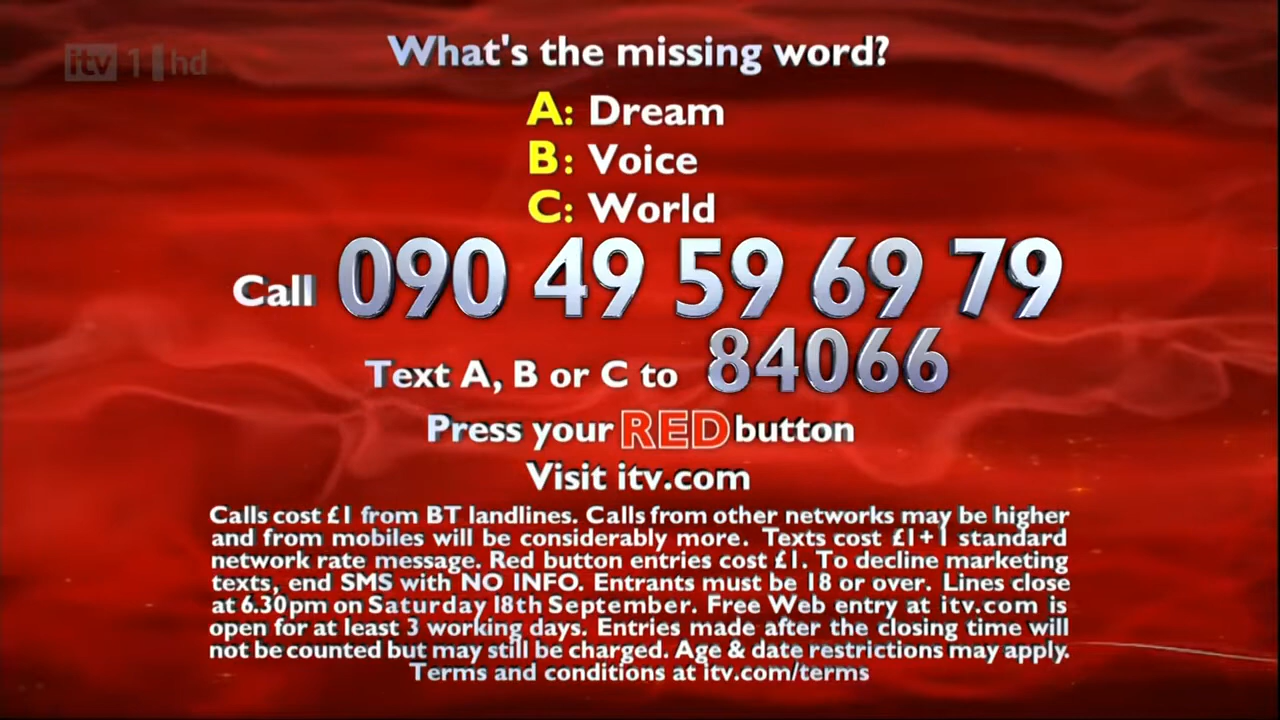 itv 1 hd
What's the missing word?
A: Dream
B: Voice
C: World
Call 090 49 59 69 79
Text A, B or C to 84066
Press your RED button
Visit itv.com
Calls cost £1 from BT landlines. Calls from other networks may be higher
and from mobiles will be considerably more. Texts cost £1+1 standard
network rate message. Red button entries cost £1. To decline marketing
texts, end SMS with NO INFO. Entrants must be 18 or over. Lines close
at 6.30pm on Saturday 18th September. Free Web entry at itv.com is
open for at least 3 working days. Entries made after the closing time will
not be counted but may still be charged. Age & date restrictions may apply.
Terms and conditions at itv.com/terms